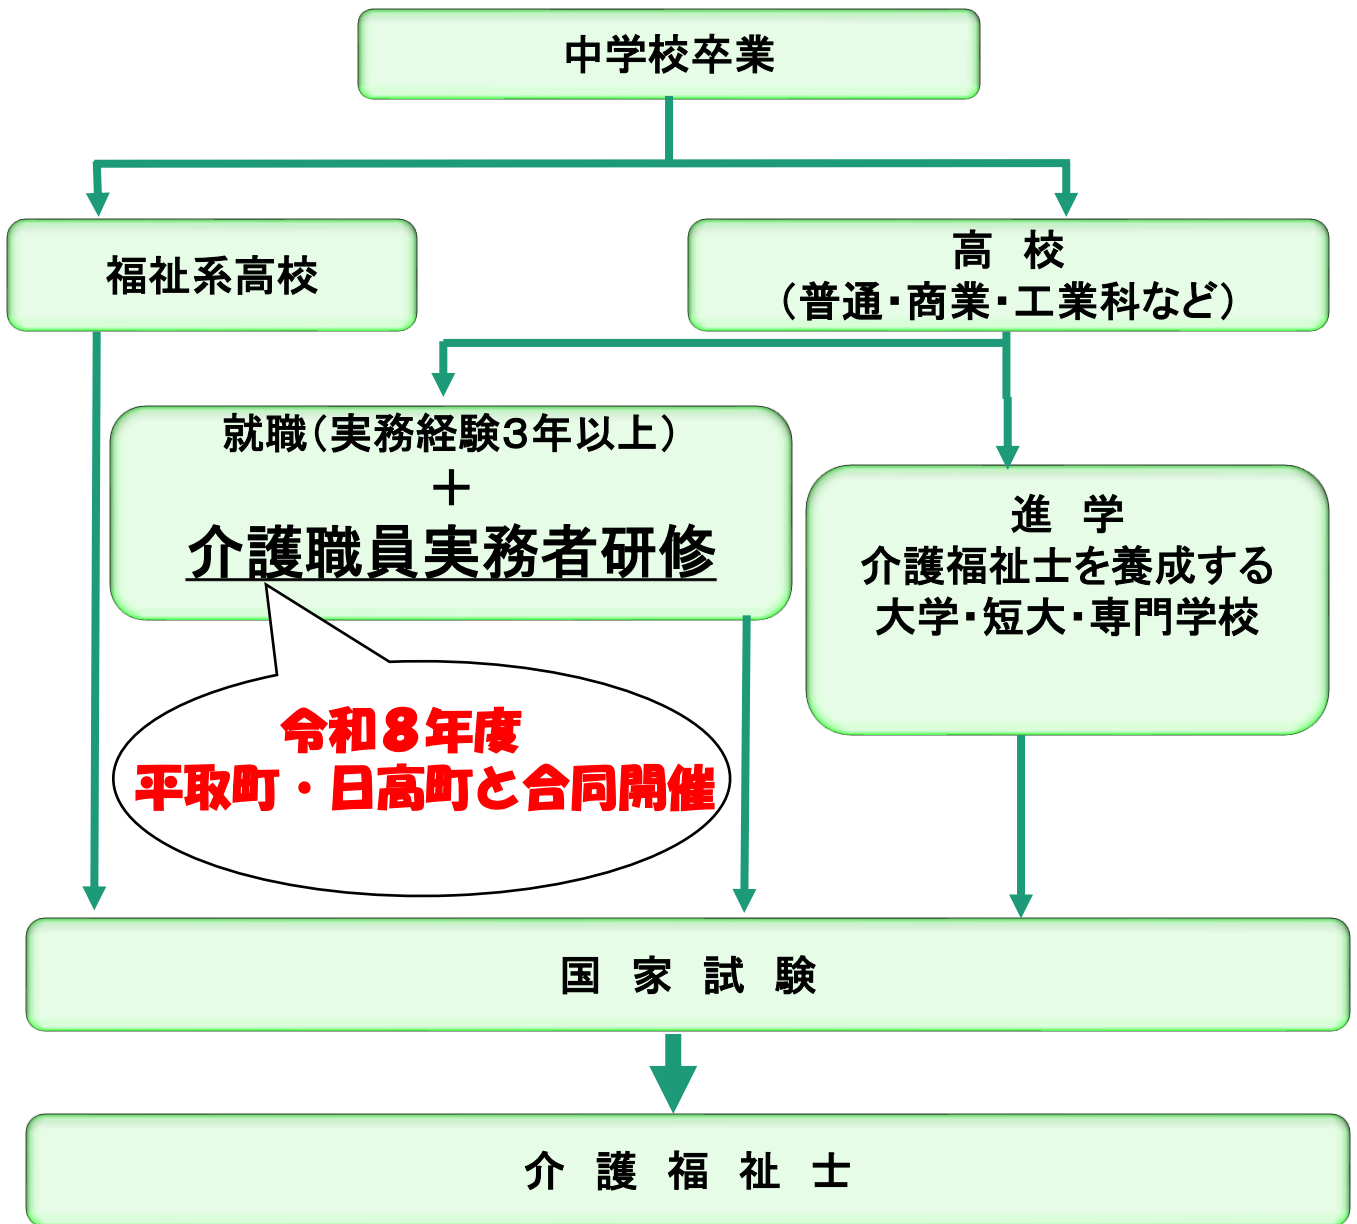 中学校卒業
福祉系高校
高　校
（普通・商業・工業科など）
就職（実務経験３年以上）
＋
介護職員実務者研修
進　学
介護福祉士を養成する
大学・短大・専門学校
令和８年度
平取町・日高町と合同開催
国　家　試　験
介　護　福　祉　士